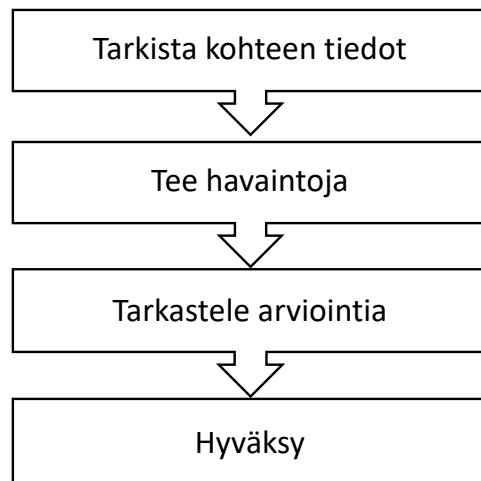 Tarkista kohteen tiedot
Tee havaintoja
Tarkastele arviointia
Hyväksy